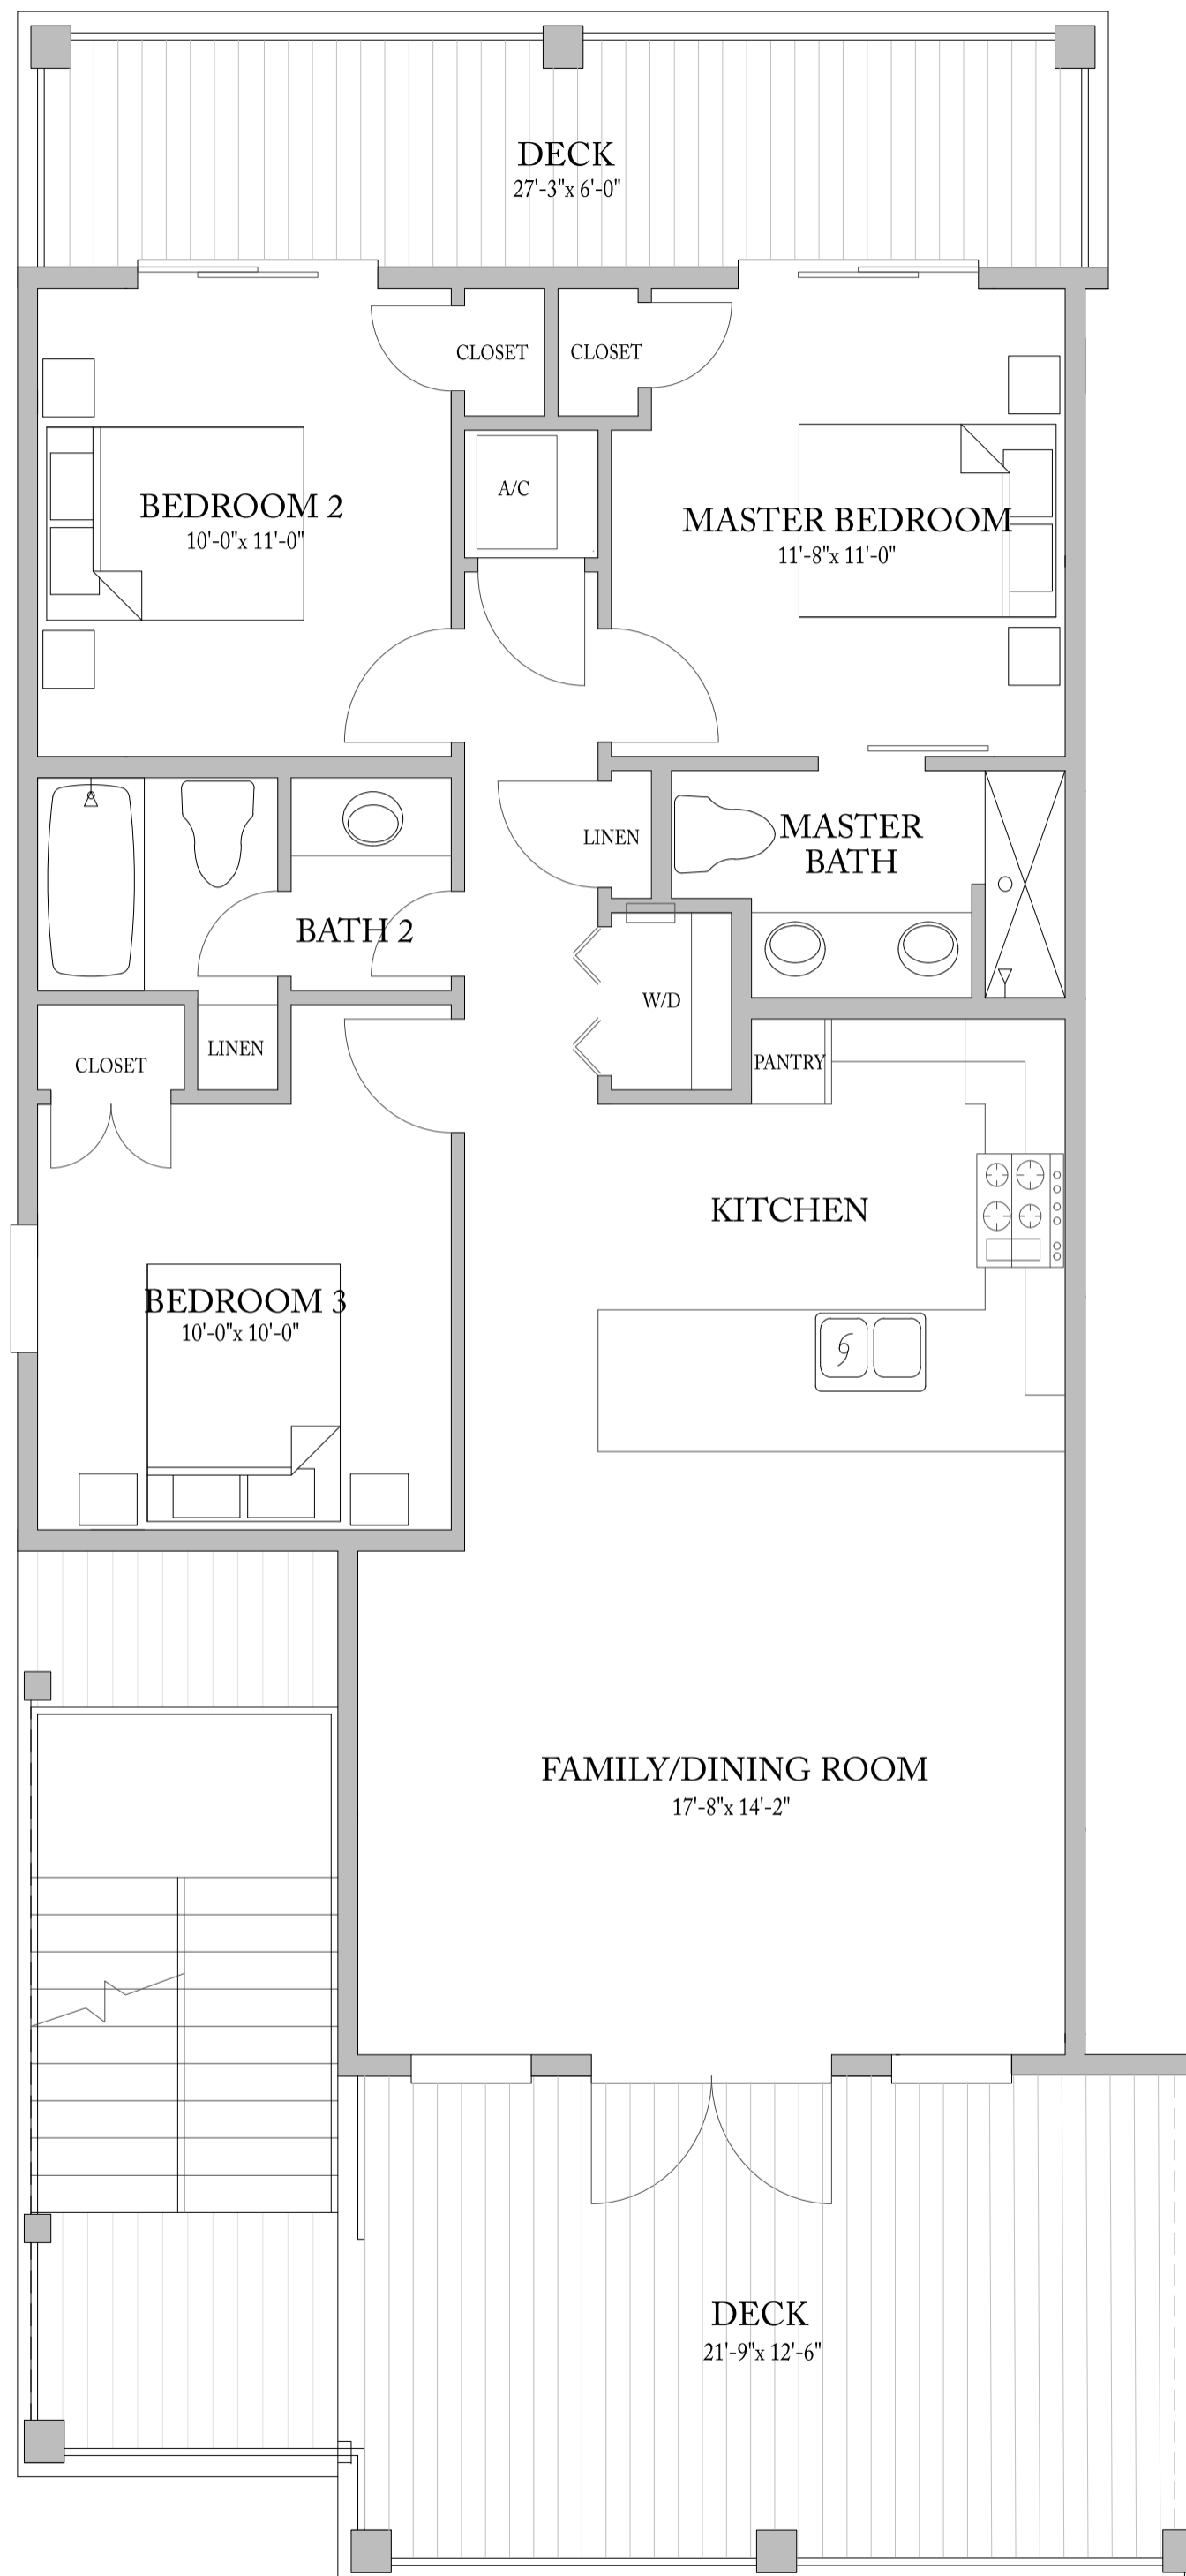 DECK
27'-3"x 6'-0"
CLOSET
CLOSET
A/C
BEDROOM 2
10'-0"x 11'-0"
MASTER BEDROOM
11'-8"x 11'-0"
LINEN
MASTER
BATH
BATH 2
W/D
LINEN
CLOSET
PANTRY
KITCHEN
BEDROOM 3
10'-0"x 10'-0"
FAMILY/DINING ROOM
17'-8"x 14'-2"
DECK
21'-9"x 12'-6"